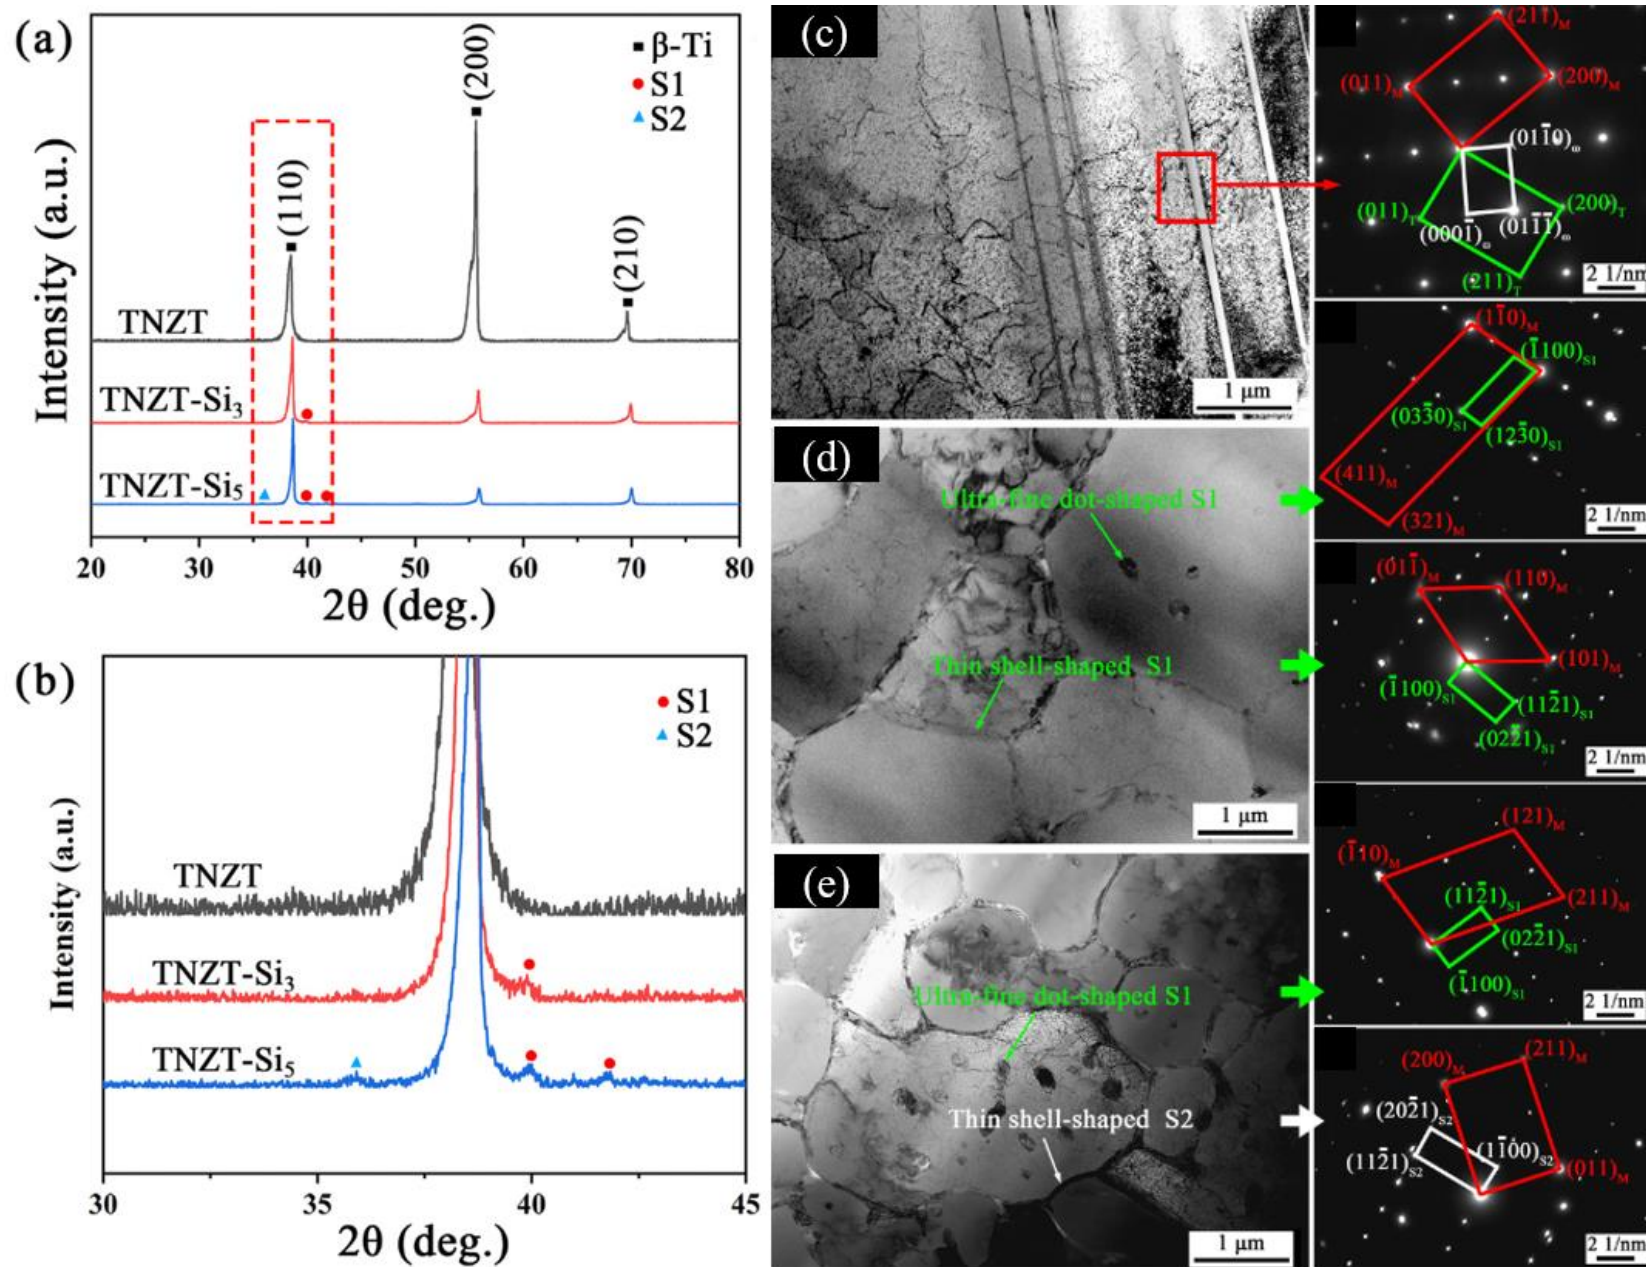 (a)
β-Ti
S1
S2
(110)
(200)
(210)
TNZT
TNZT-Si₃
TNZT-Si₅
Intensity (a.u.)
20 30 40 50 60 70 80
2θ (deg.)
(b)
S1
S2
TNZT
TNZT-Si₃
TNZT-Si₅
Intensity (a.u.)
30 35 40 45
2θ (deg.)
(c)
1 μm
(211̄)M
(011)M
(200)M
(011̄0)ω
(011)T
(200)T
(0001̄)ω
(011̄1̄)ω
(2̄11)T
2 1/nm
(d)
Ultra-fine dot-shaped S1
Thin shell-shaped S1
1 μm
(11̄0)M
(1̄100)S1
(033̄0)S1
(123̄0)S1
(411)M
(321)M
2 1/nm
(011̄)M
(110)M
(101)M
(1̄100)S1
(112̄1)S1
(022̄1)S1
2 1/nm
(e)
Ultra-fine dot-shaped S1
Thin shell-shaped S2
1 μm
(121)M
(1̄10)M
(112̄1)S1
(211)M
(022̄1)S1
(1̄100)S1
2 1/nm
(200)M
(211)M
(202̄1)S2
(112̄1)S2
(11̄00)S2
(011)M
2 1/nm